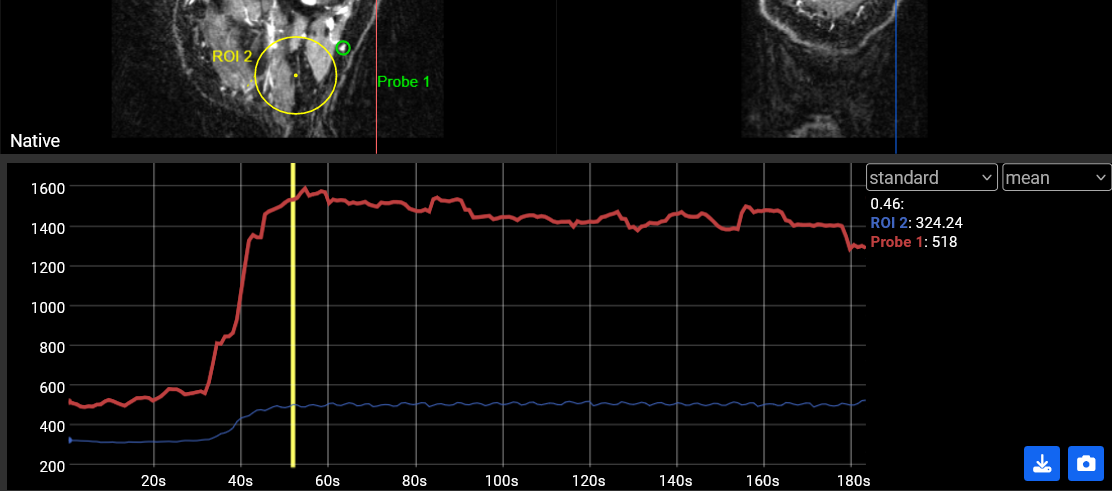 ROI 2
Probe 1
Native
standard
mean
0.46:
ROI 2: 324.24
Probe 1: 518
1600
1400
1200
1000
800
600
400
200
20s
40s
60s
80s
100s
120s
140s
160s
180s